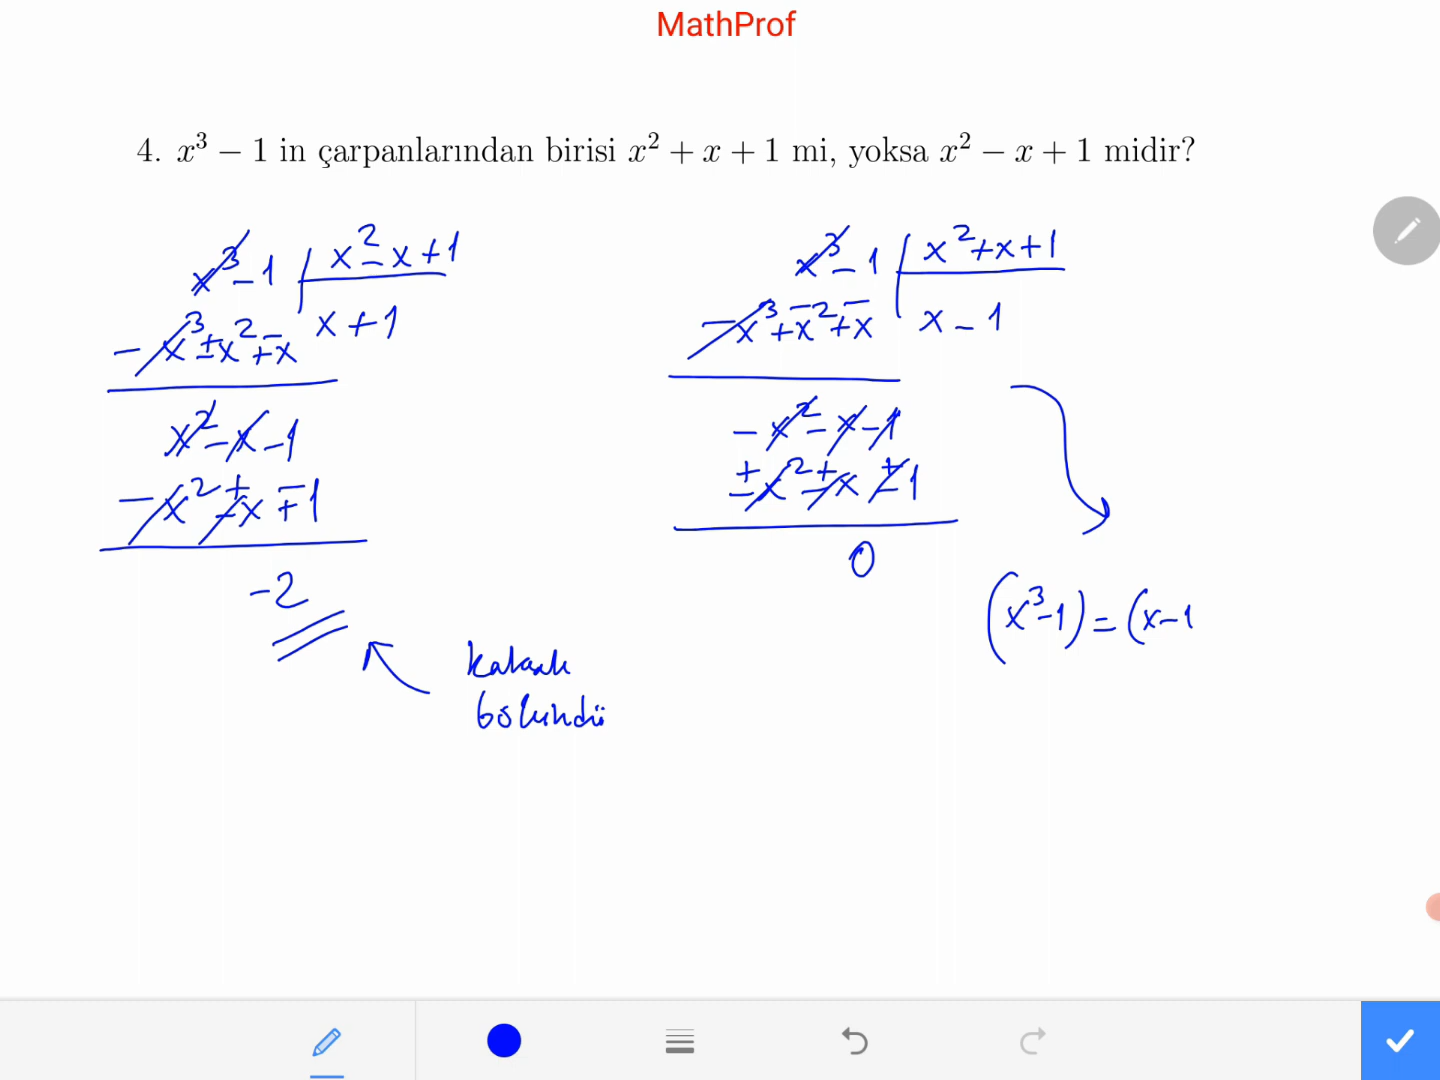 MathProf
4. x³ − 1 in çarpanlarından birisi x² + x + 1 mi, yoksa x² − x + 1 midir?
x³ − 1 | x² − x + 1
− x³ ∓ x² ± x | x + 1
x² − x − 1
− x² ∓ x ± 1
−2
kalanlı
bölündü
x³ − 1 | x² + x + 1
− x³ + x² + x | x − 1
− x² − x − 1
± x² ± x ± 1
0
(x³ − 1) = (x − 1